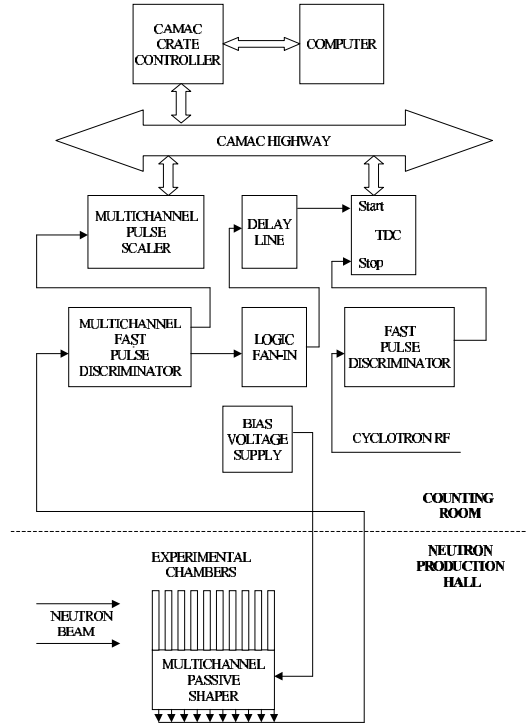 CAMAC
CRATE
CONTROLLER
COMPUTER
CAMAC HIGHWAY
MULTICHANNEL
PULSE
SCALER
DELAY
LINE
Start
TDC
Stop
MULTICHANNEL
FAST
PULSE
DISCRIMINATOR
LOGIC
FAN-IN
FAST
PULSE
DISCRIMINATOR
BIAS
VOLTAGE
SUPPLY
CYCLOTRON RF
COUNTING
ROOM
NEUTRON
PRODUCTION
HALL
EXPERIMENTAL
CHAMBERS
NEUTRON
BEAM
MULTICHANNEL
PASSIVE
SHAPER